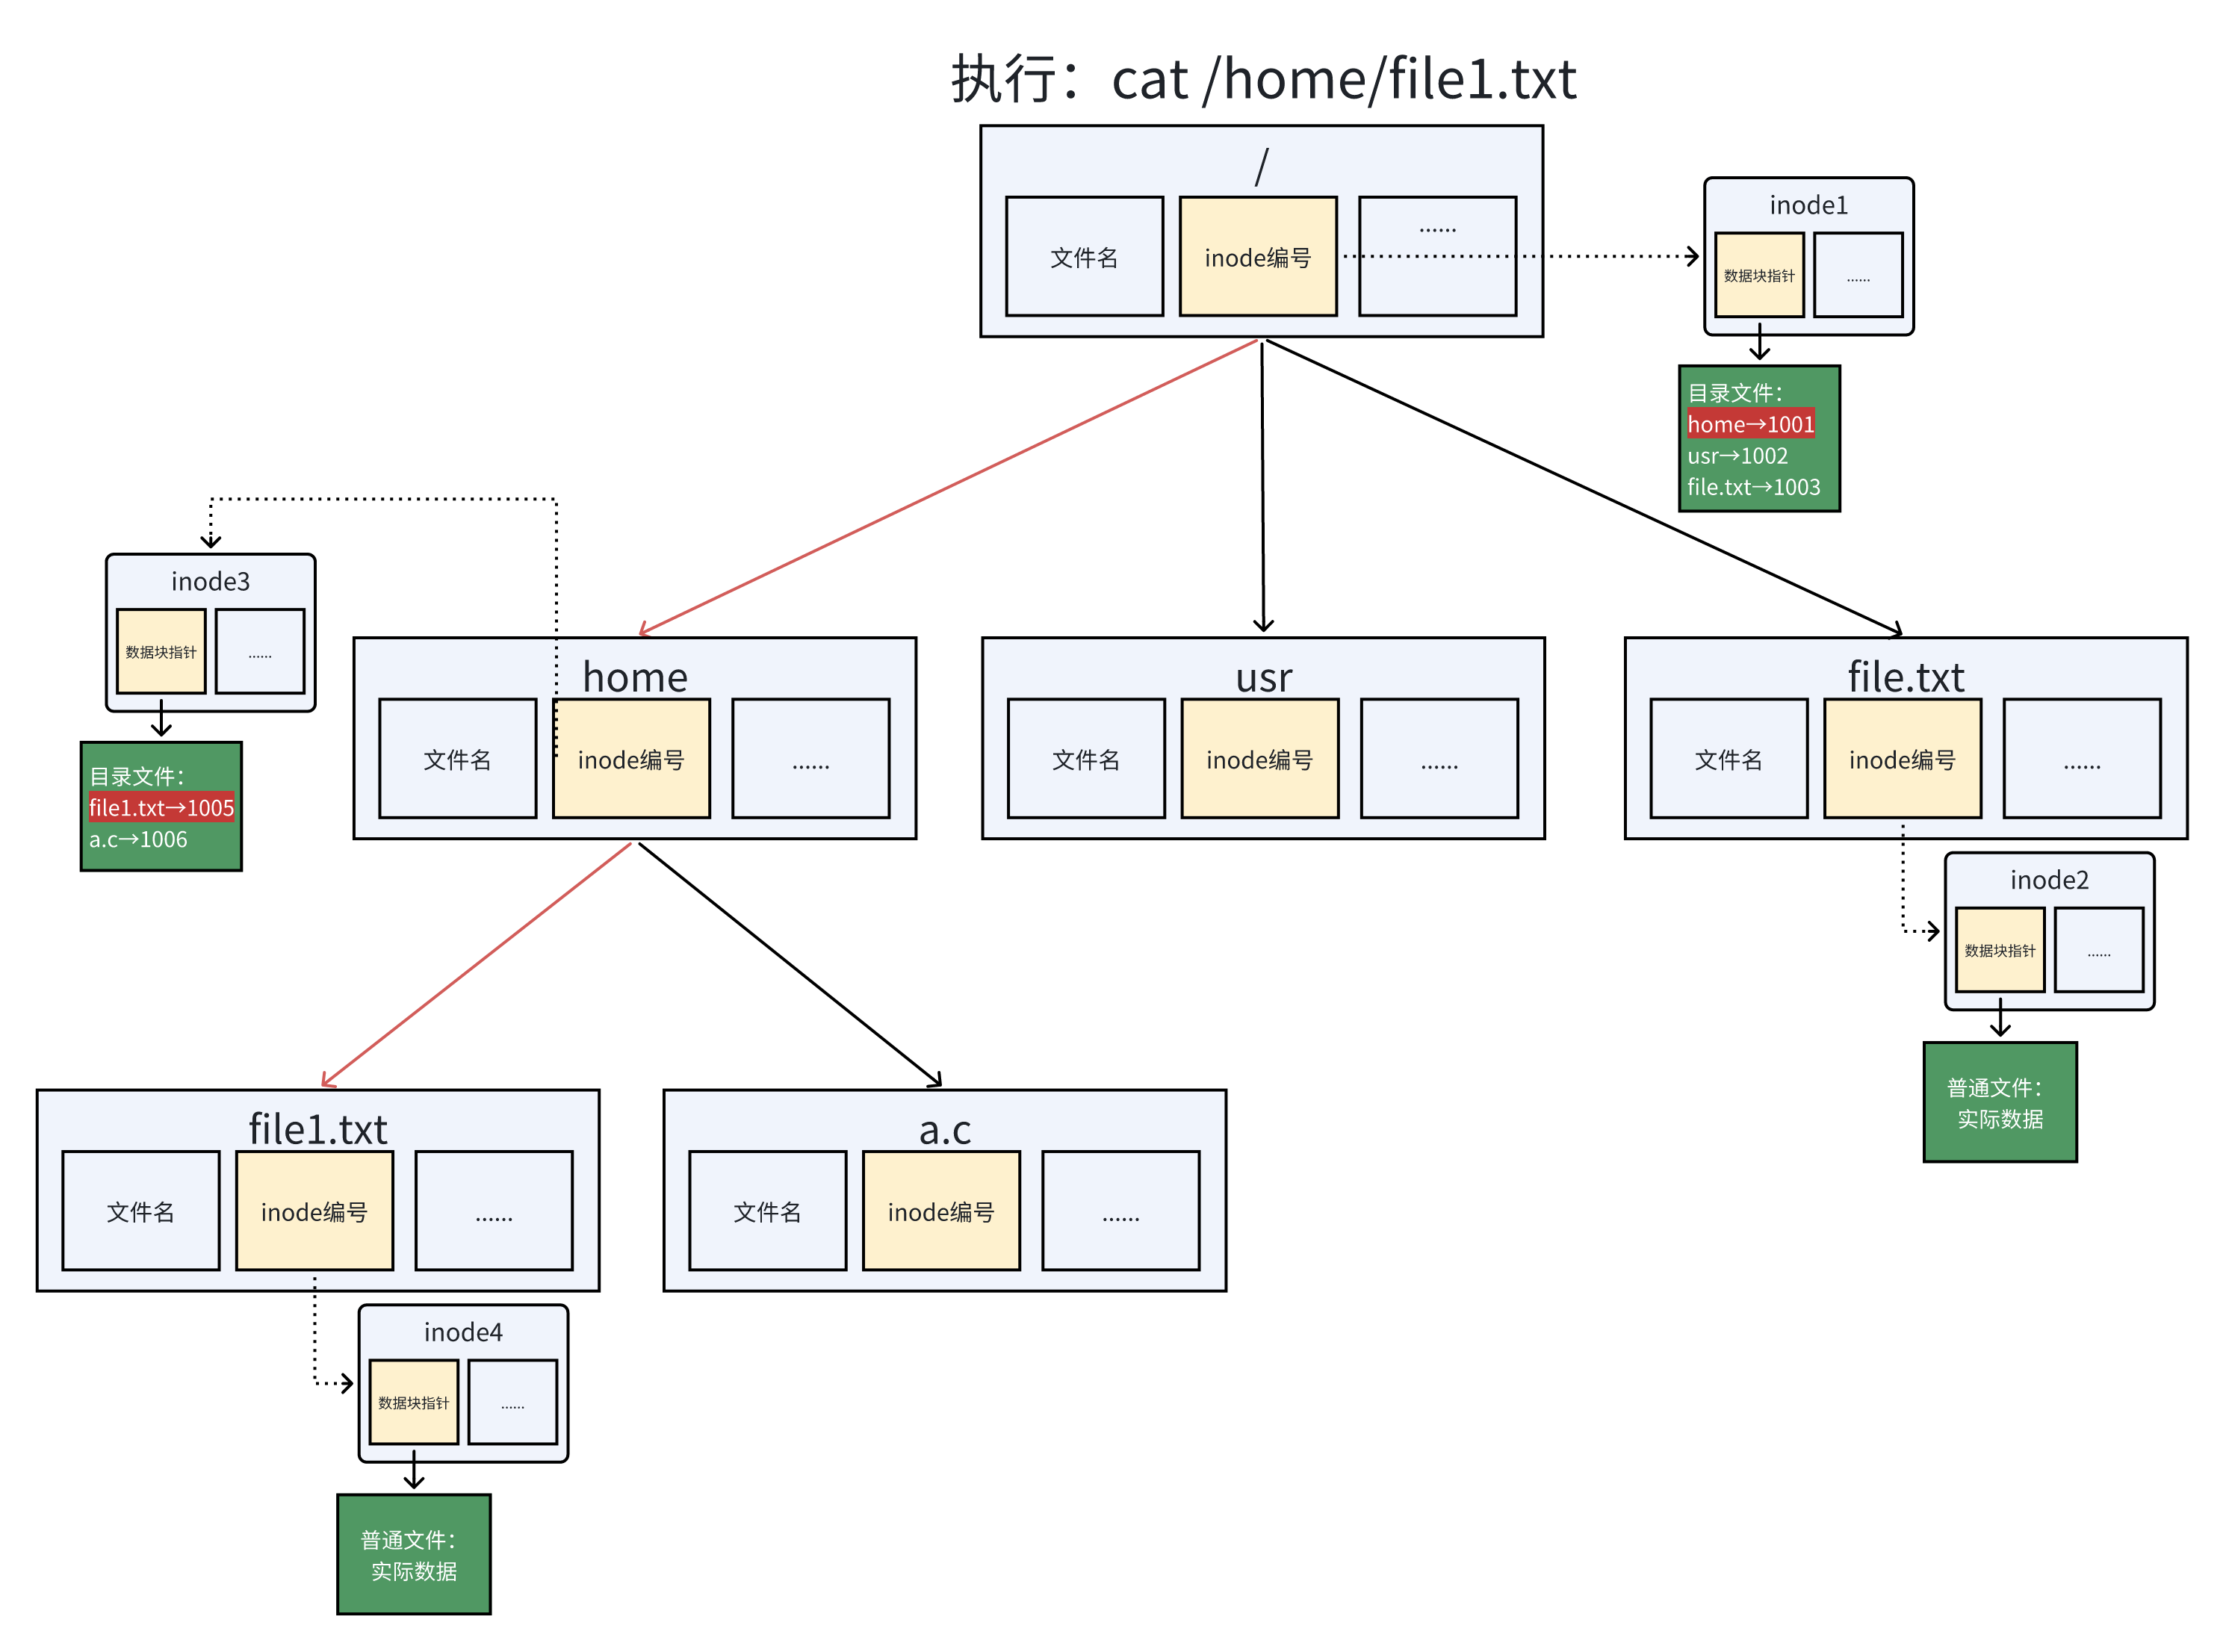 执行：cat /home/file1.txt
/
文件名
inode编号
......
inode1
数据块指针
......
目录文件：
home→1001
usr→1002
file.txt→1003
inode3
数据块指针
......
目录文件：
file1.txt→1005
a.c→1006
home
文件名
inode编号
......
usr
文件名
inode编号
......
file.txt
文件名
inode编号
......
inode2
数据块指针
......
普通文件：
实际数据
file1.txt
文件名
inode编号
......
a.c
文件名
inode编号
......
inode4
数据块指针
......
普通文件：
实际数据